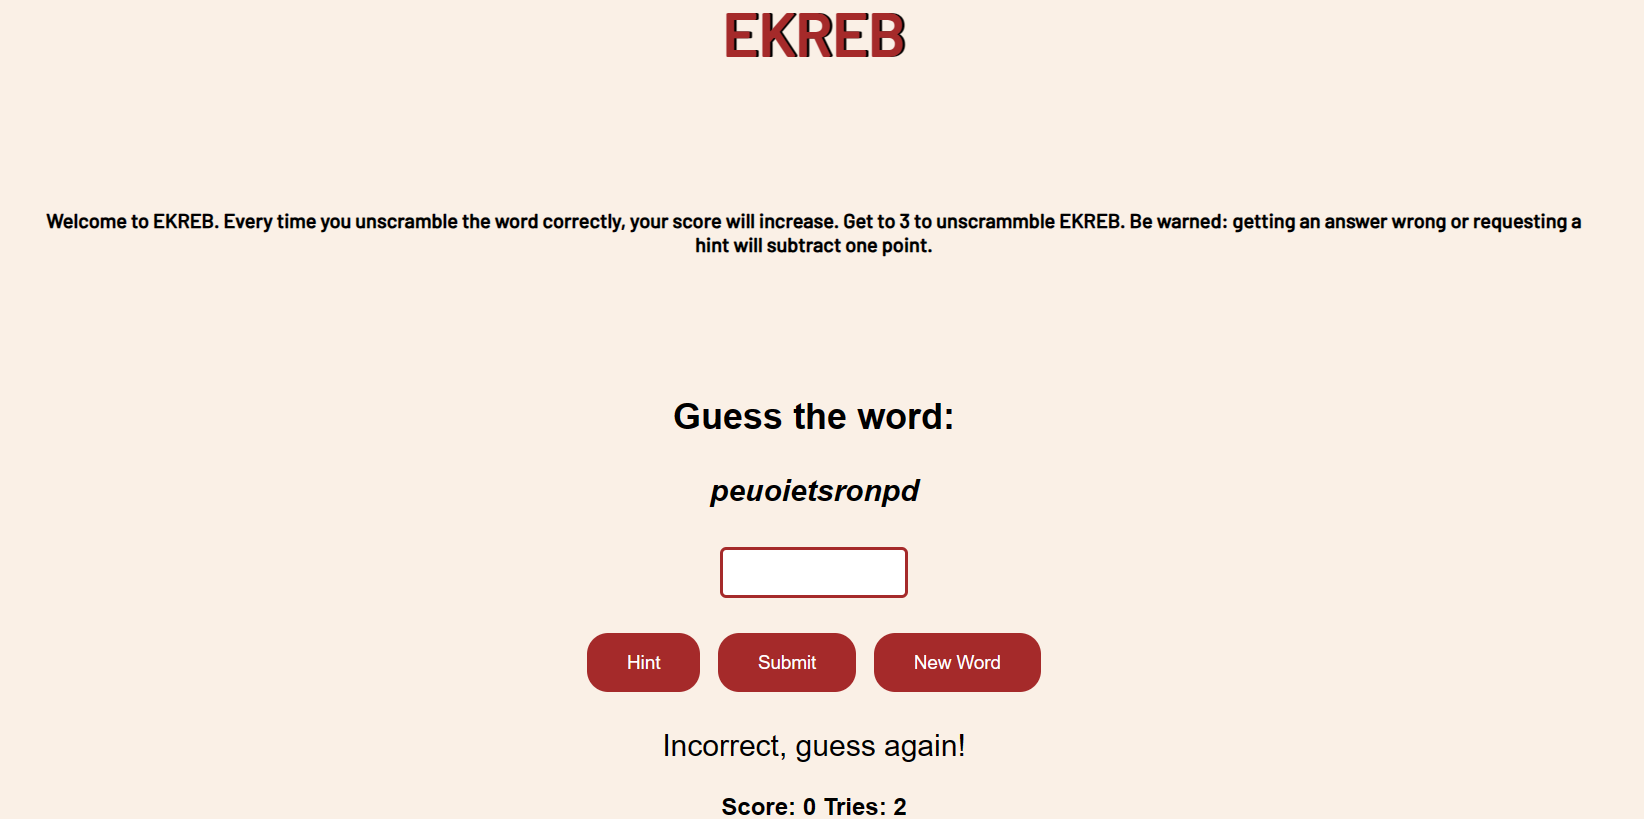 EKREB
Welcome to EKREB. Every time you unscramble the word correctly, your score will increase. Get to 3 to unscrammble EKREB. Be warned: getting an answer wrong or requesting a
hint will subtract one point.
Guess the word:
peuoietsronpd
Hint Submit New Word
Incorrect, guess again!
Score: 0 Tries: 2